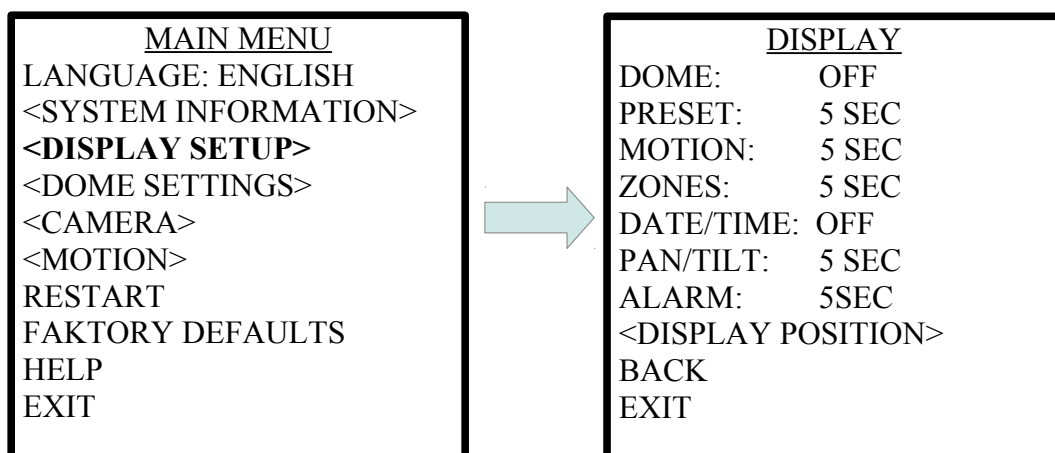 MAIN MENU
LANGUAGE: ENGLISH
<SYSTEM INFORMATION>
<DISPLAY SETUP>
<DOME SETTINGS>
<CAMERA>
<MOTION>
RESTART
FAKTORY DEFAULTS
HELP
EXIT
DISPLAY
DOME: OFF
PRESET: 5 SEC
MOTION: 5 SEC
ZONES: 5 SEC
DATE/TIME: OFF
PAN/TILT: 5 SEC
ALARM: 5SEC
<DISPLAY POSITION>
BACK
EXIT